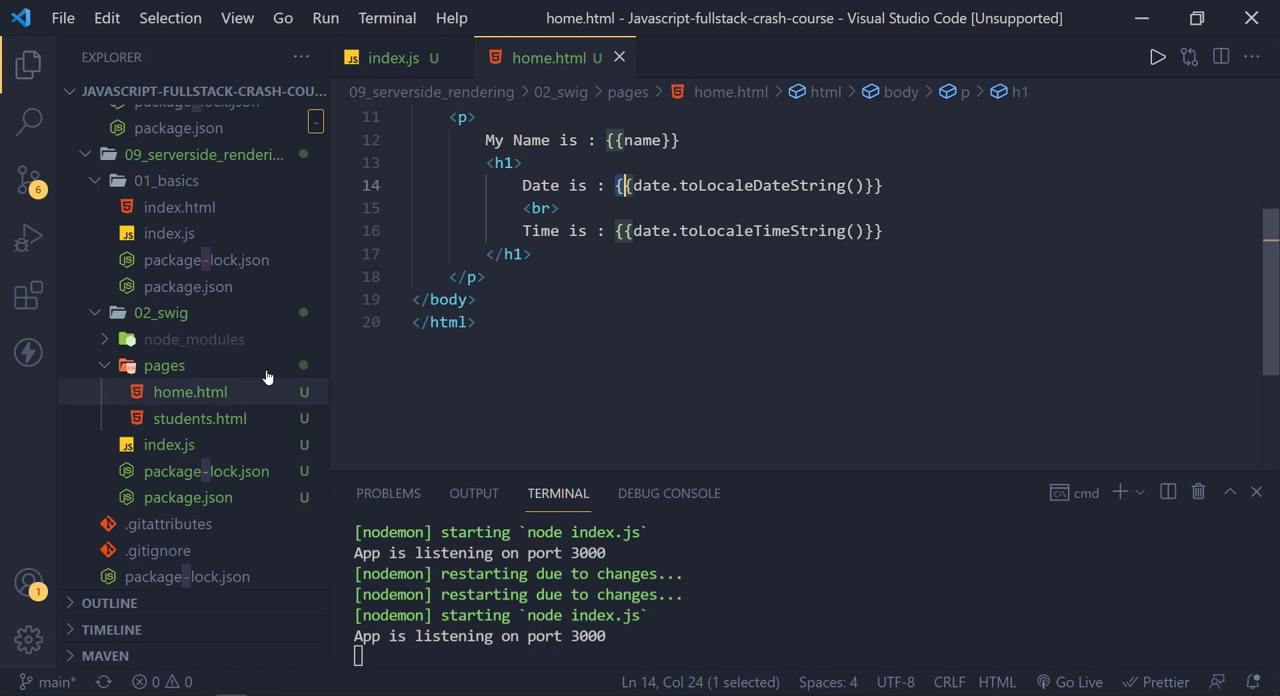 File Edit Selection View Go Run Terminal Help home.html - Javascript-fullstack-crash-course - Visual Studio Code [Unsupported]
EXPLORER
JS index.js U
home.html U
JAVASCRIPT-FULLSTACK-CRASH-COU...
package-lock.json
package.json
09_serverside_renderi...
01_basics
index.html
JS index.js
package-lock.json
package.json
02_swig
node_modules
pages
home.html U
students.html U
JS index.js U
package-lock.json U
package.json U
.gitattributes
.gitignore
package-lock.json
OUTLINE
TIMELINE
MAVEN
6
1
09_serverside_rendering > 02_swig > pages > home.html > html > body > p > h1
11 <p>
12 My Name is : {{name}}
13 <h1>
14 Date is : {{date.toLocaleDateString()}}
15 <br>
16 Time is : {{date.toLocaleTimeString()}}
17 </h1>
18 </p>
19 </body>
20 </html>
PROBLEMS OUTPUT TERMINAL DEBUG CONSOLE cmd
[nodemon] starting `node index.js`
App is listening on port 3000
[nodemon] restarting due to changes...
[nodemon] restarting due to changes...
[nodemon] starting `node index.js`
App is listening on port 3000
main* 0 0 Ln 14, Col 24 (1 selected) Spaces: 4 UTF-8 CRLF HTML Go Live Prettier